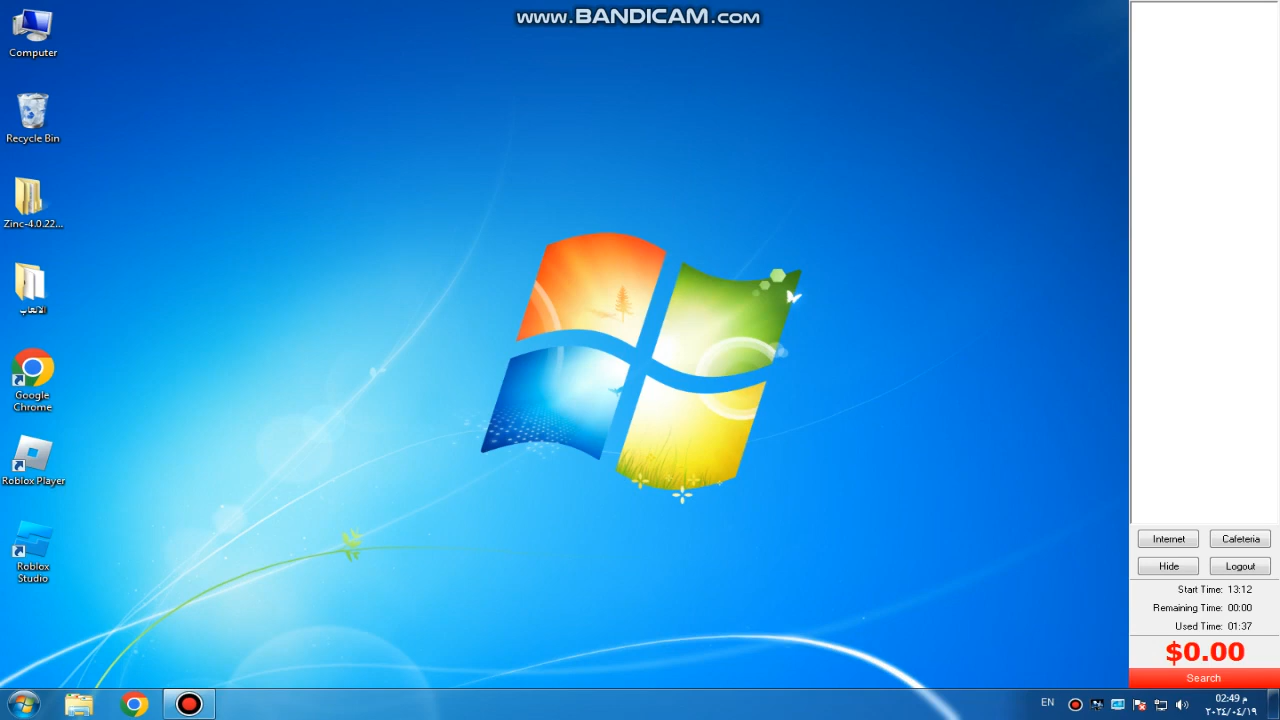 www.BANDICAM.com
Computer
Recycle Bin
Zinc-4.0.22...
الالعاب
Google
Chrome
Roblox Player
Roblox
Studio
Internet
Cafeteria
Hide
Logout
Start Time: 13:12
Remaining Time: 00:00
Used Time: 01:37
$0.00
Search
EN
02:49 م
٢٠٢٤/٠٤/١٩